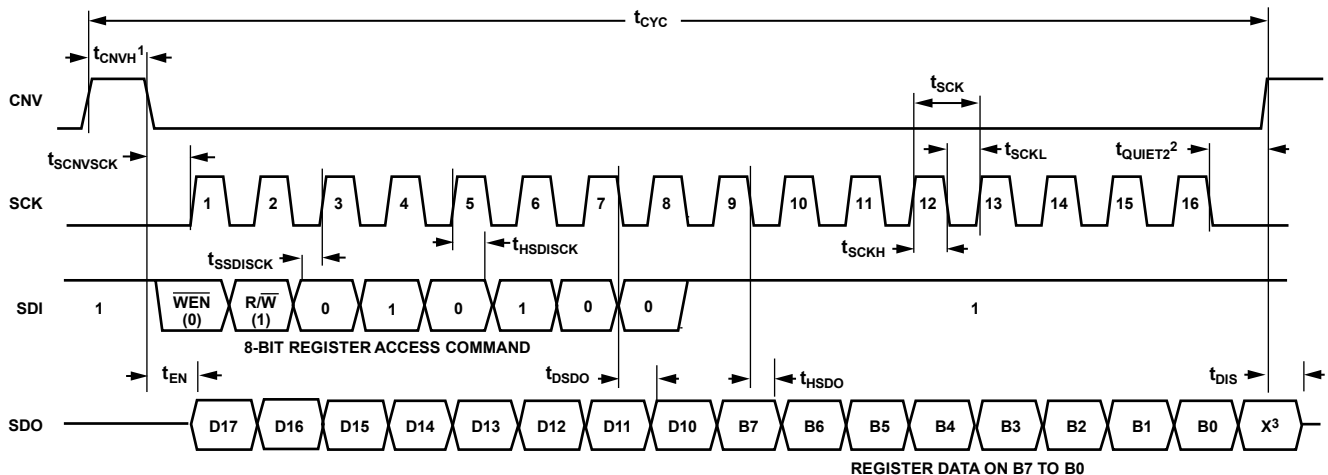 tCYC
tCNVH1
CNV
tSCK
tSCNVSCK
tSCKL
tQUIET22
SCK
1 2 3 4 5 6 7 8 9 10 11 12 13 14 15 16
tSSDISCK
tHSDISCK
tSCKH
SDI
1
WEN
(0)
R/W
(1)
0 1 0 1 0 0
1
8-BIT REGISTER ACCESS COMMAND
tEN
tDSDO
tHSDO
tDIS
SDO
D17 D16 D15 D14 D13 D12 D11 D10 B7 B6 B5 B4 B3 B2 B1 B0 X3
REGISTER DATA ON B7 TO B0